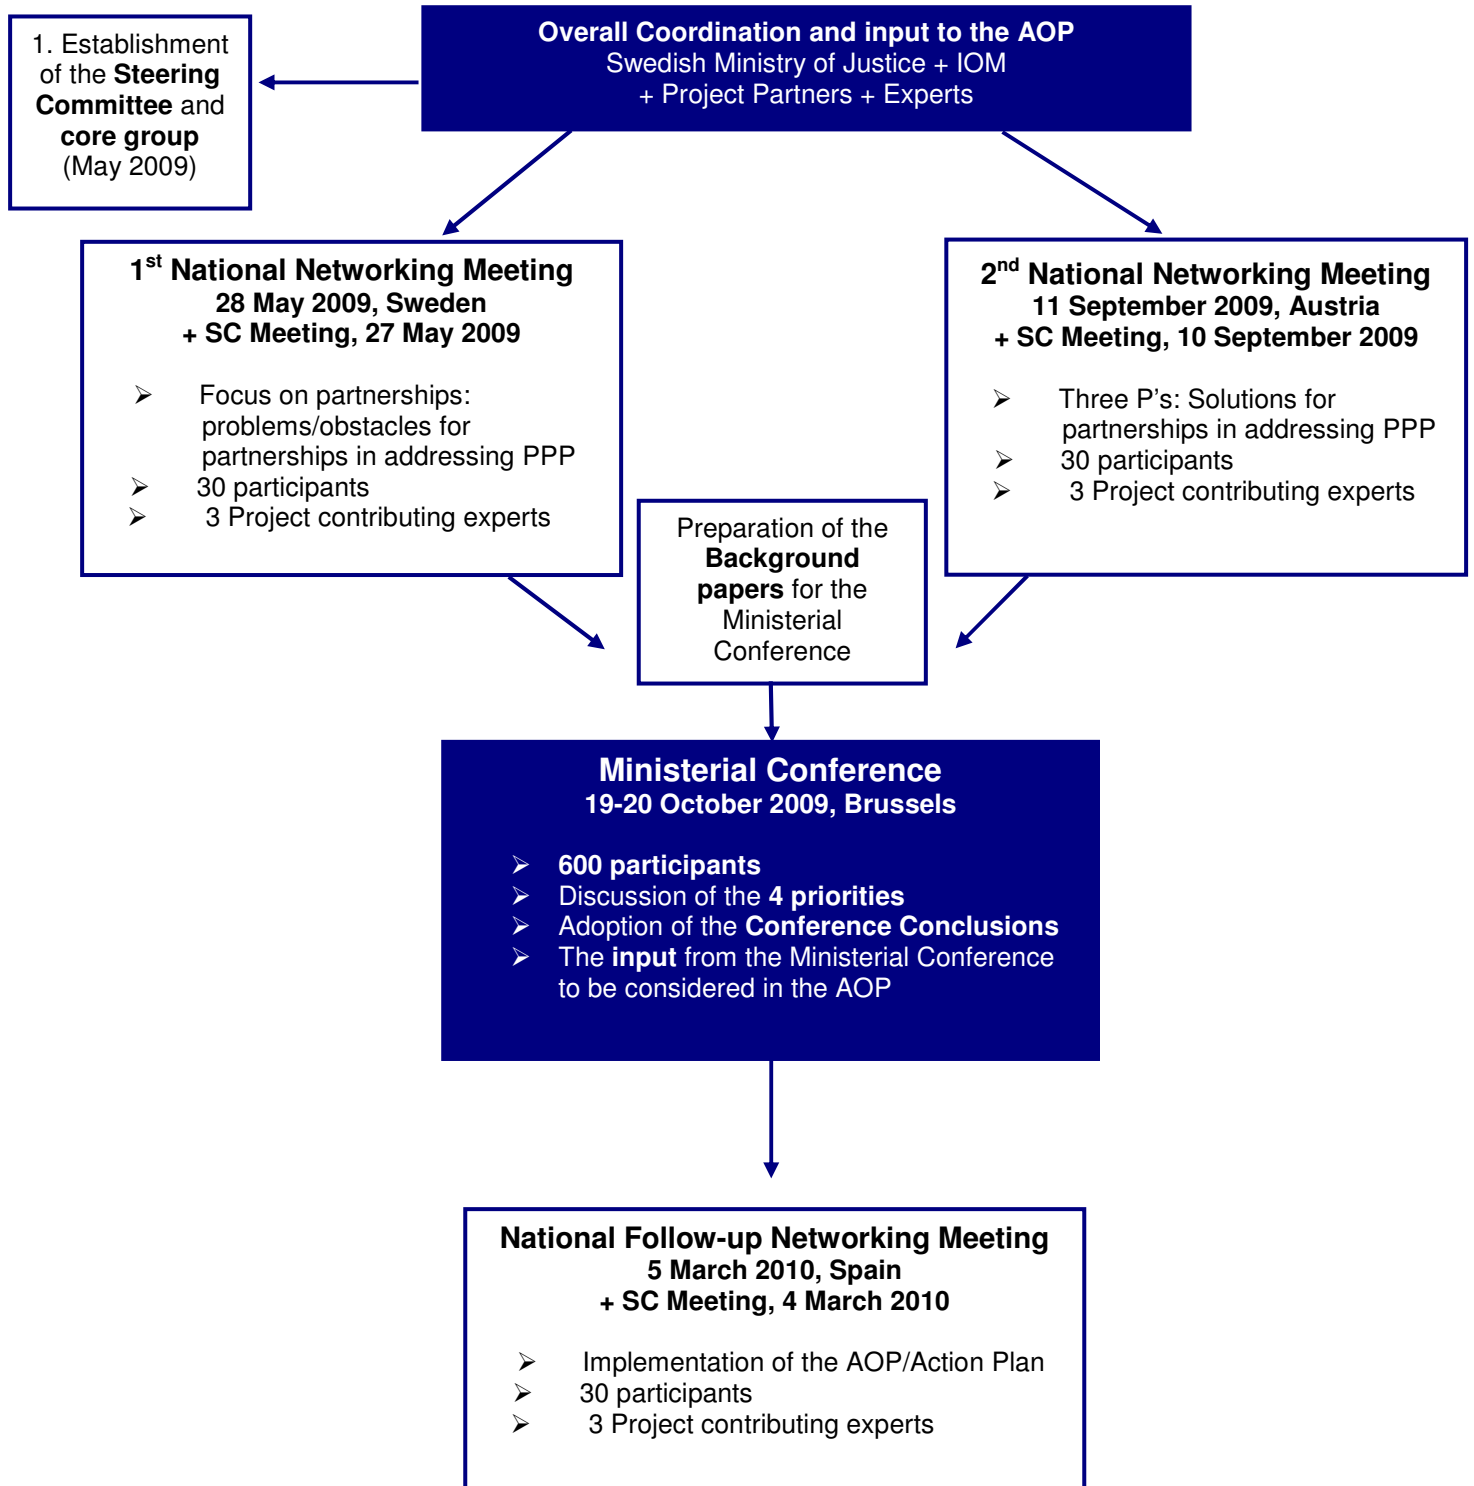 1. Establishment
of the Steering
Committee and
core group
(May 2009)
Overall Coordination and input to the AOP
Swedish Ministry of Justice + IOM
+ Project Partners + Experts
1st National Networking Meeting
28 May 2009, Sweden
+ SC Meeting, 27 May 2009
➢ Focus on partnerships:
problems/obstacles for
partnerships in addressing PPP
➢ 30 participants
➢ 3 Project contributing experts
2nd National Networking Meeting
11 September 2009, Austria
+ SC Meeting, 10 September 2009
➢ Three P's: Solutions for
partnerships in addressing PPP
➢ 30 participants
➢ 3 Project contributing experts
Preparation of the
Background
papers for the
Ministerial
Conference
Ministerial Conference
19-20 October 2009, Brussels
➢ 600 participants
➢ Discussion of the 4 priorities
➢ Adoption of the Conference Conclusions
➢ The input from the Ministerial Conference
to be considered in the AOP
National Follow-up Networking Meeting
5 March 2010, Spain
+ SC Meeting, 4 March 2010
➢ Implementation of the AOP/Action Plan
➢ 30 participants
➢ 3 Project contributing experts